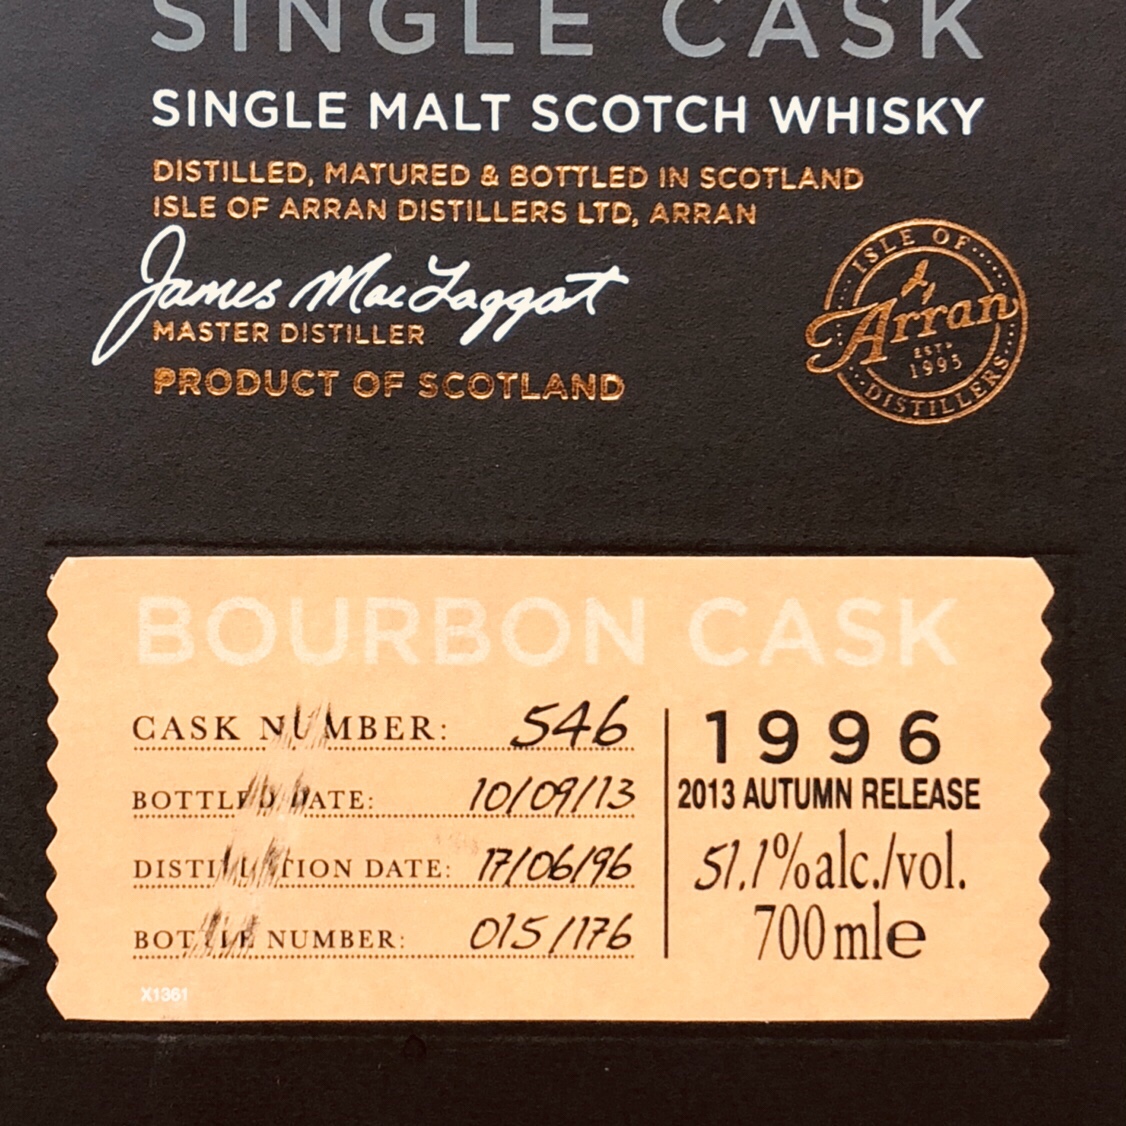 SINGLE CASK
SINGLE MALT SCOTCH WHISKY
DISTILLED, MATURED & BOTTLED IN SCOTLAND
ISLE OF ARRAN DISTILLERS LTD, ARRAN
James MacTaggart
MASTER DISTILLER
PRODUCT OF SCOTLAND
ISLE OF
Arran
ESTD
1995
DISTILLERS
BOURBON CASK
CASK NUMBER: 546
BOTTLED DATE: 10/09/13
DISTILLATION DATE: 17/06/96
BOTTLE NUMBER: 015/176
1996
2013 AUTUMN RELEASE
51.1%alc./vol.
700mle
X1361